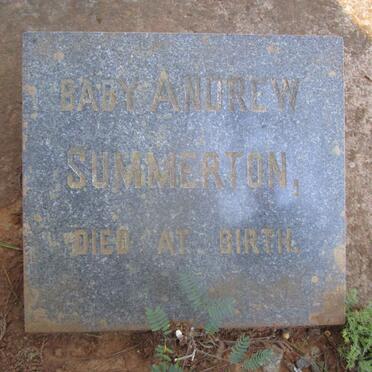 BABY ANDREW
SUMMERTON,
DIED AT BIRTH.